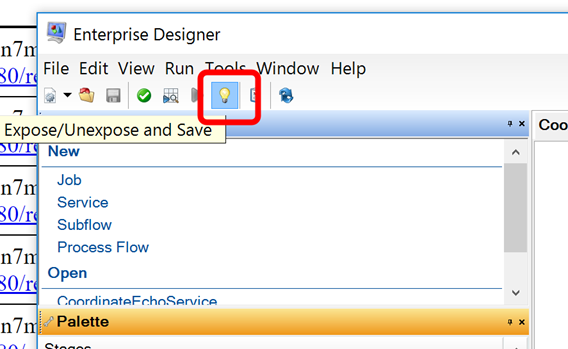 Enterprise Designer
File Edit View Run Tools Window Help
Expose/Unexpose and Save
Coo
New
Job
Service
Subflow
Process Flow
Open
CoordinateEchoService
Palette
Stages
n7m
80/re
n7m
80/re
n7m
80/re
n7m
80/re